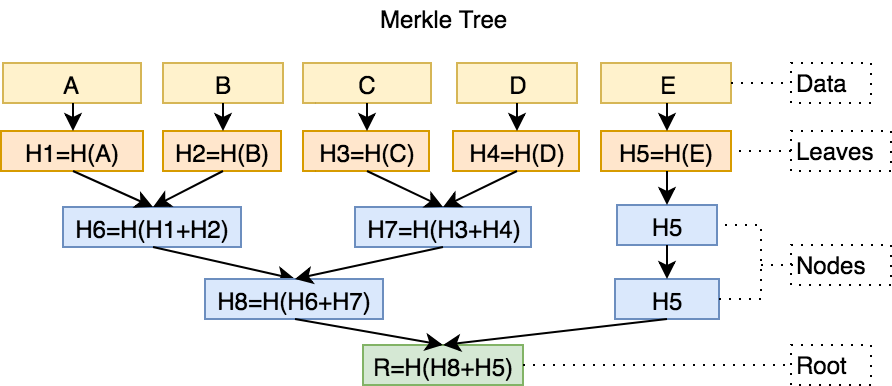 Merkle Tree
A
B
C
D
E
Data
H1=H(A)
H2=H(B)
H3=H(C)
H4=H(D)
H5=H(E)
Leaves
H6=H(H1+H2)
H7=H(H3+H4)
H5
Nodes
H8=H(H6+H7)
H5
R=H(H8+H5)
Root